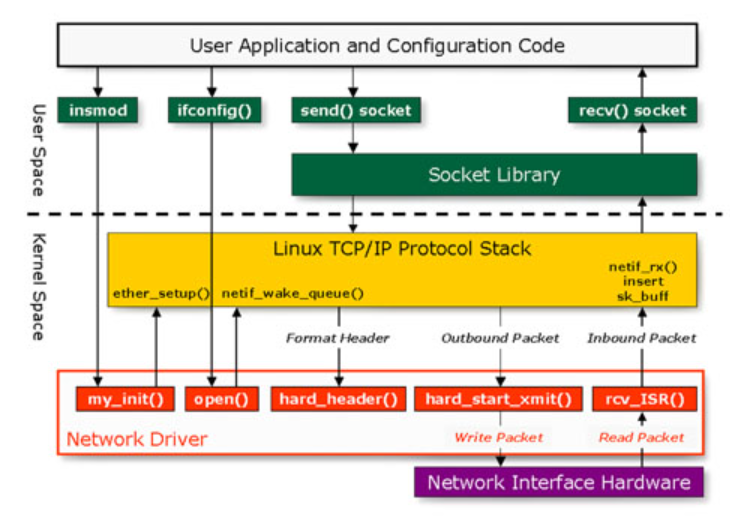 User Application and Configuration Code
insmod
ifconfig()
send() socket
recv() socket
User Space
Socket Library
Kernel Space
Linux TCP/IP Protocol Stack
ether_setup()
netif_wake_queue()
netif_rx()
insert
sk_buff
Format Header
Outbound Packet
Inbound Packet
my_init()
open()
hard_header()
hard_start_xmit()
rcv_ISR()
Network Driver
Write Packet
Read Packet
Network Interface Hardware